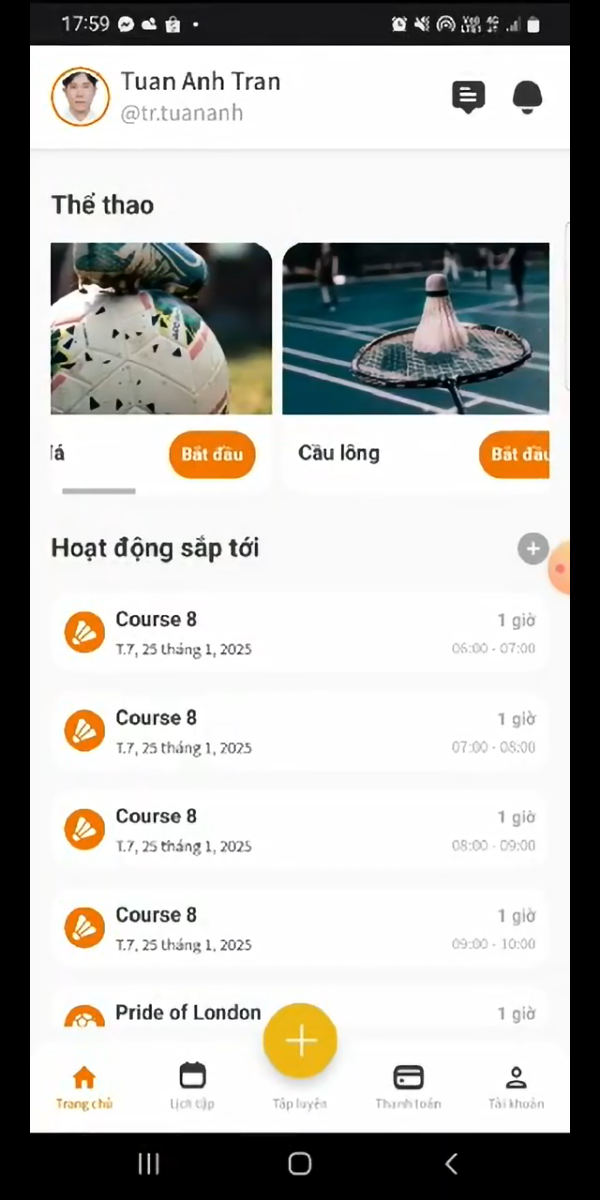 17:59
Tuan Anh Tran
@tr.tuananh
Thể thao
Bắt đầu
Cầu lông
Hoạt động sắp tới
Course 8
1 giờ
T.7, 25 tháng 1, 2025
06:00 - 07:00
Course 8
1 giờ
T.7, 25 tháng 1, 2025
07:00 - 08:00
Course 8
1 giờ
T.7, 25 tháng 1, 2025
08:00 - 09:00
Course 8
1 giờ
T.7, 25 tháng 1, 2025
09:00 - 10:00
Pride of London
1 giờ
Trang chủ
Lịch tập
Tập luyện
Thanh toán
Tài khoản